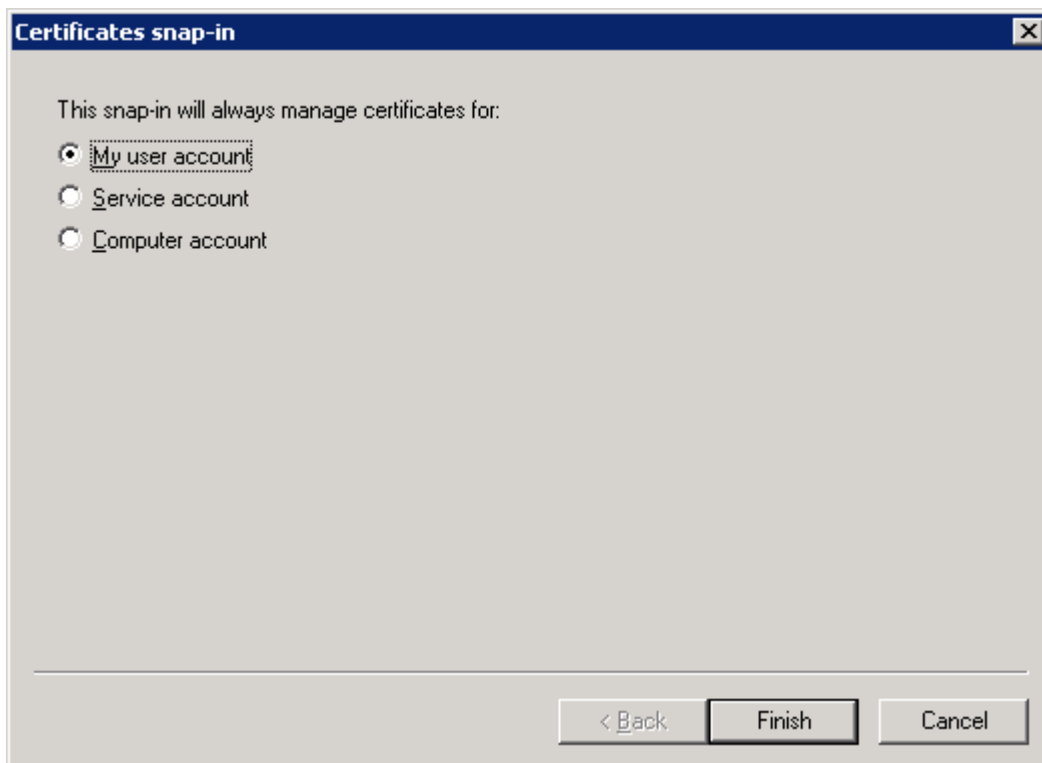 Certificates snap-in
This snap-in will always manage certificates for:
My user account
Service account
Computer account
< Back
Finish
Cancel